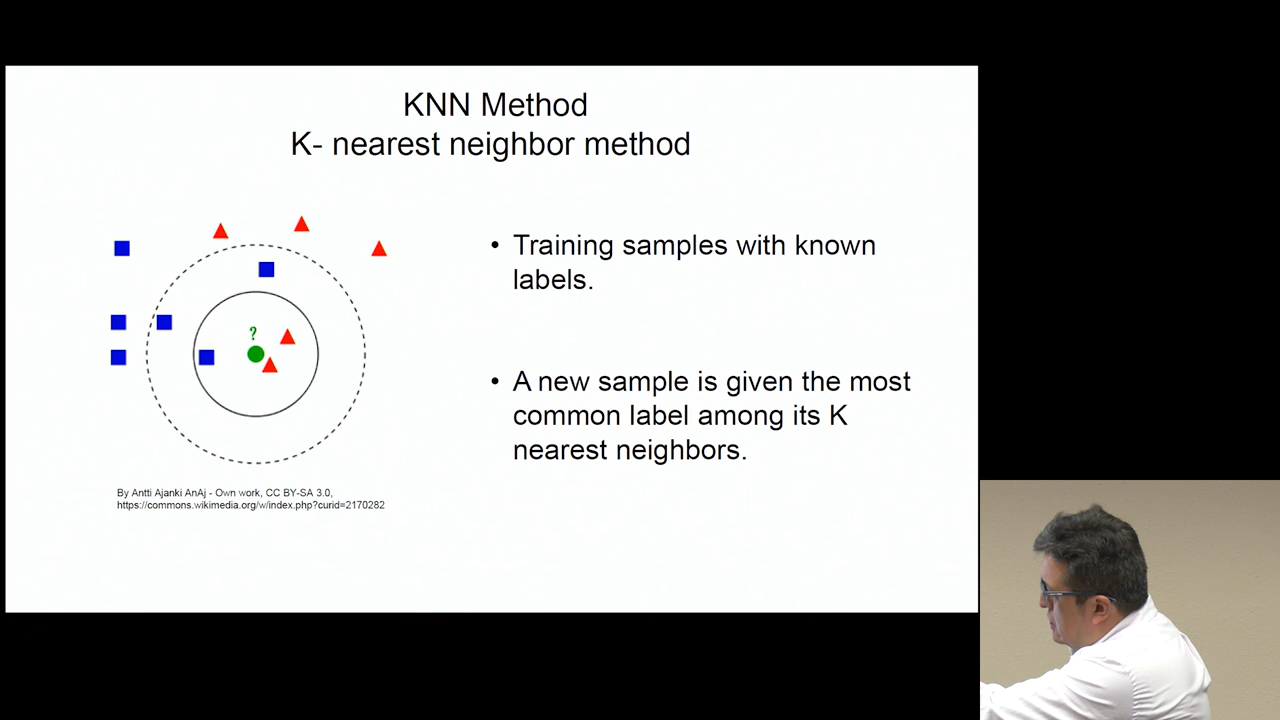 KNN Method
K- nearest neighbor method
?
• Training samples with known
labels.
• A new sample is given the most
common label among its K
nearest neighbors.
By Antti Ajanki AnAj - Own work, CC BY-SA 3.0,
https://commons.wikimedia.org/w/index.php?curid=2170282